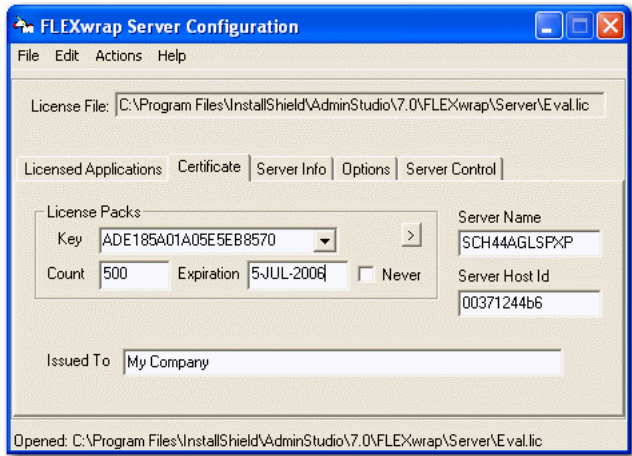 FLEXwrap Server Configuration
File Edit Actions Help
License File: C:\Program Files\InstallShield\AdminStudio\7.0\FLEXwrap\Server\Eval.lic
Licensed Applications Certificate Server Info Options Server Control
License Packs
Key ADE185A01A05E5EB8570 >
Count 500 Expiration 5-JUL-2006 Never
Server Name
SCH44AGLSPXP
Server Host Id
00371244b6
Issued To My Company
Opened: C:\Program Files\InstallShield\AdminStudio\7.0\FLEXwrap\Server\Eval.lic